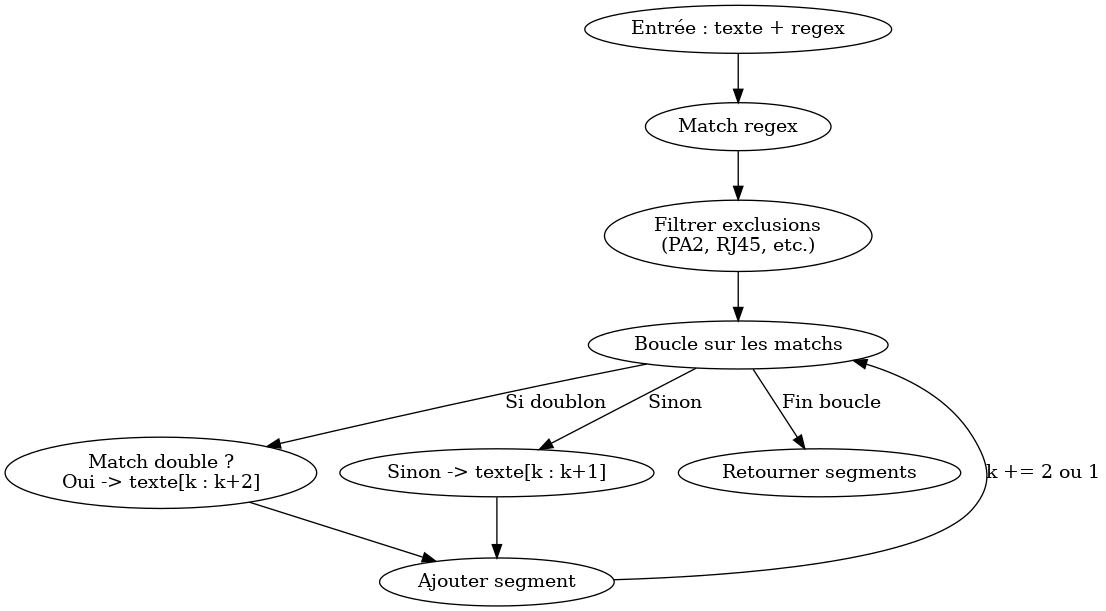 Entrée : texte + regex
Match regex
Filtrer exclusions
(PA2, RJ45, etc.)
Boucle sur les matchs
Si doublon
Sinon
Fin boucle
Match double ?
Oui -> texte[k : k+2]
Sinon -> texte[k : k+1]
Retourner segments
k += 2 ou 1
Ajouter segment